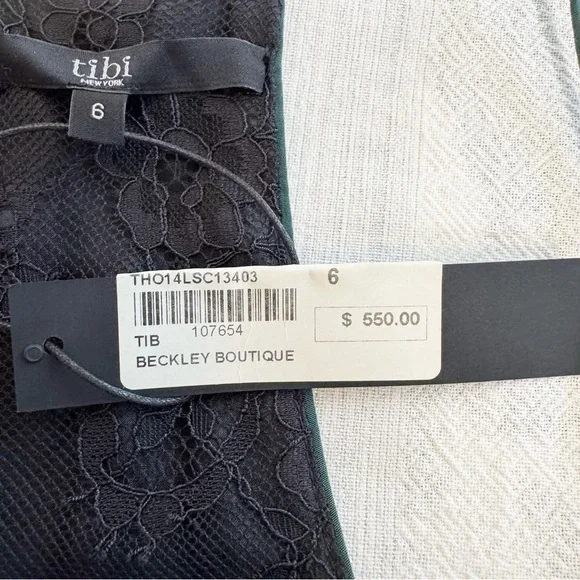 tibi
NEW YORK
6
THO14LSC13403 6
$ 550.00
107654
TIB
BECKLEY BOUTIQUE